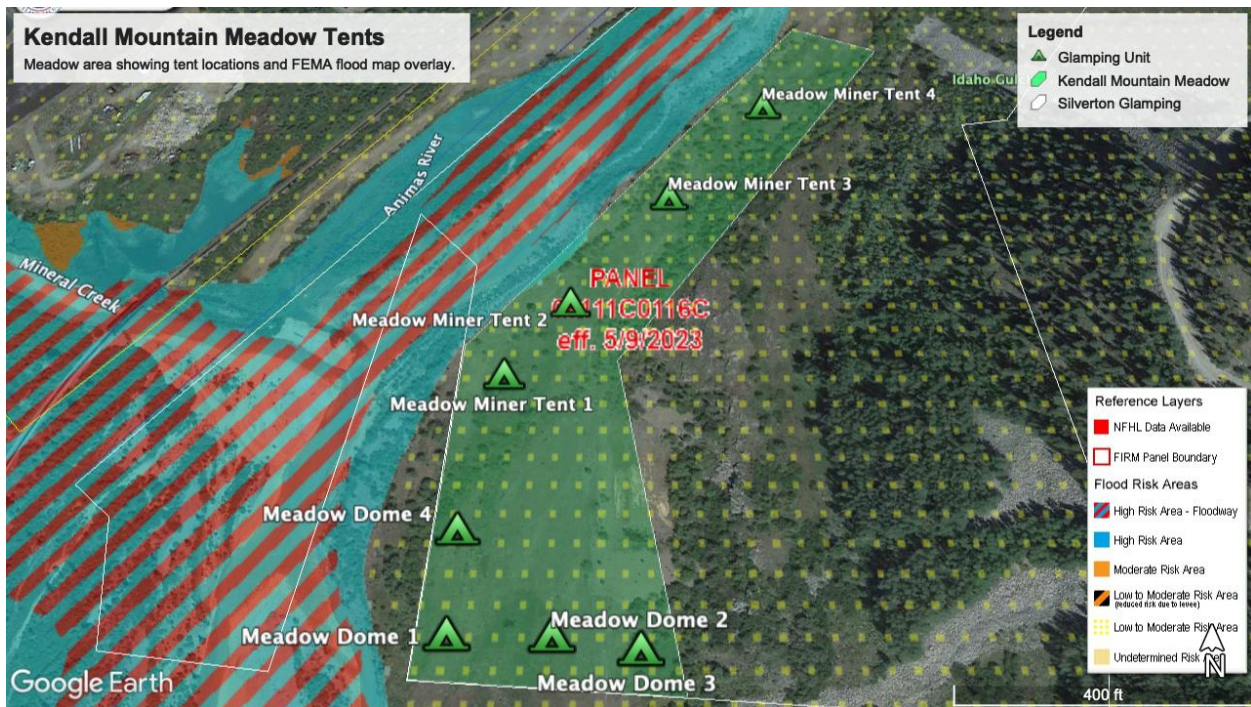 Kendall Mountain Meadow Tents
Meadow area showing tent locations and FEMA flood map overlay.
Legend
Glamping Unit
Kendall Mountain Meadow
Silverton Glamping
Idaho Gul
Meadow Miner Tent 4
Meadow Miner Tent 3
Animas River
Mineral Creek
PANEL
111C0116C
eff. 5/9/2023
Meadow Miner Tent 2
Meadow Miner Tent 1
Meadow Dome 4
Meadow Dome 1
Meadow Dome 2
Meadow Dome 3
Reference Layers
NFHL Data Available
FIRM Panel Boundary
Flood Risk Areas
High Risk Area - Floodway
High Risk Area
Moderate Risk Area
Low to Moderate Risk Area
(reduced risk due to levee)
Low to Moderate Risk Area
Undetermined Risk
N
400 ft
Google Earth